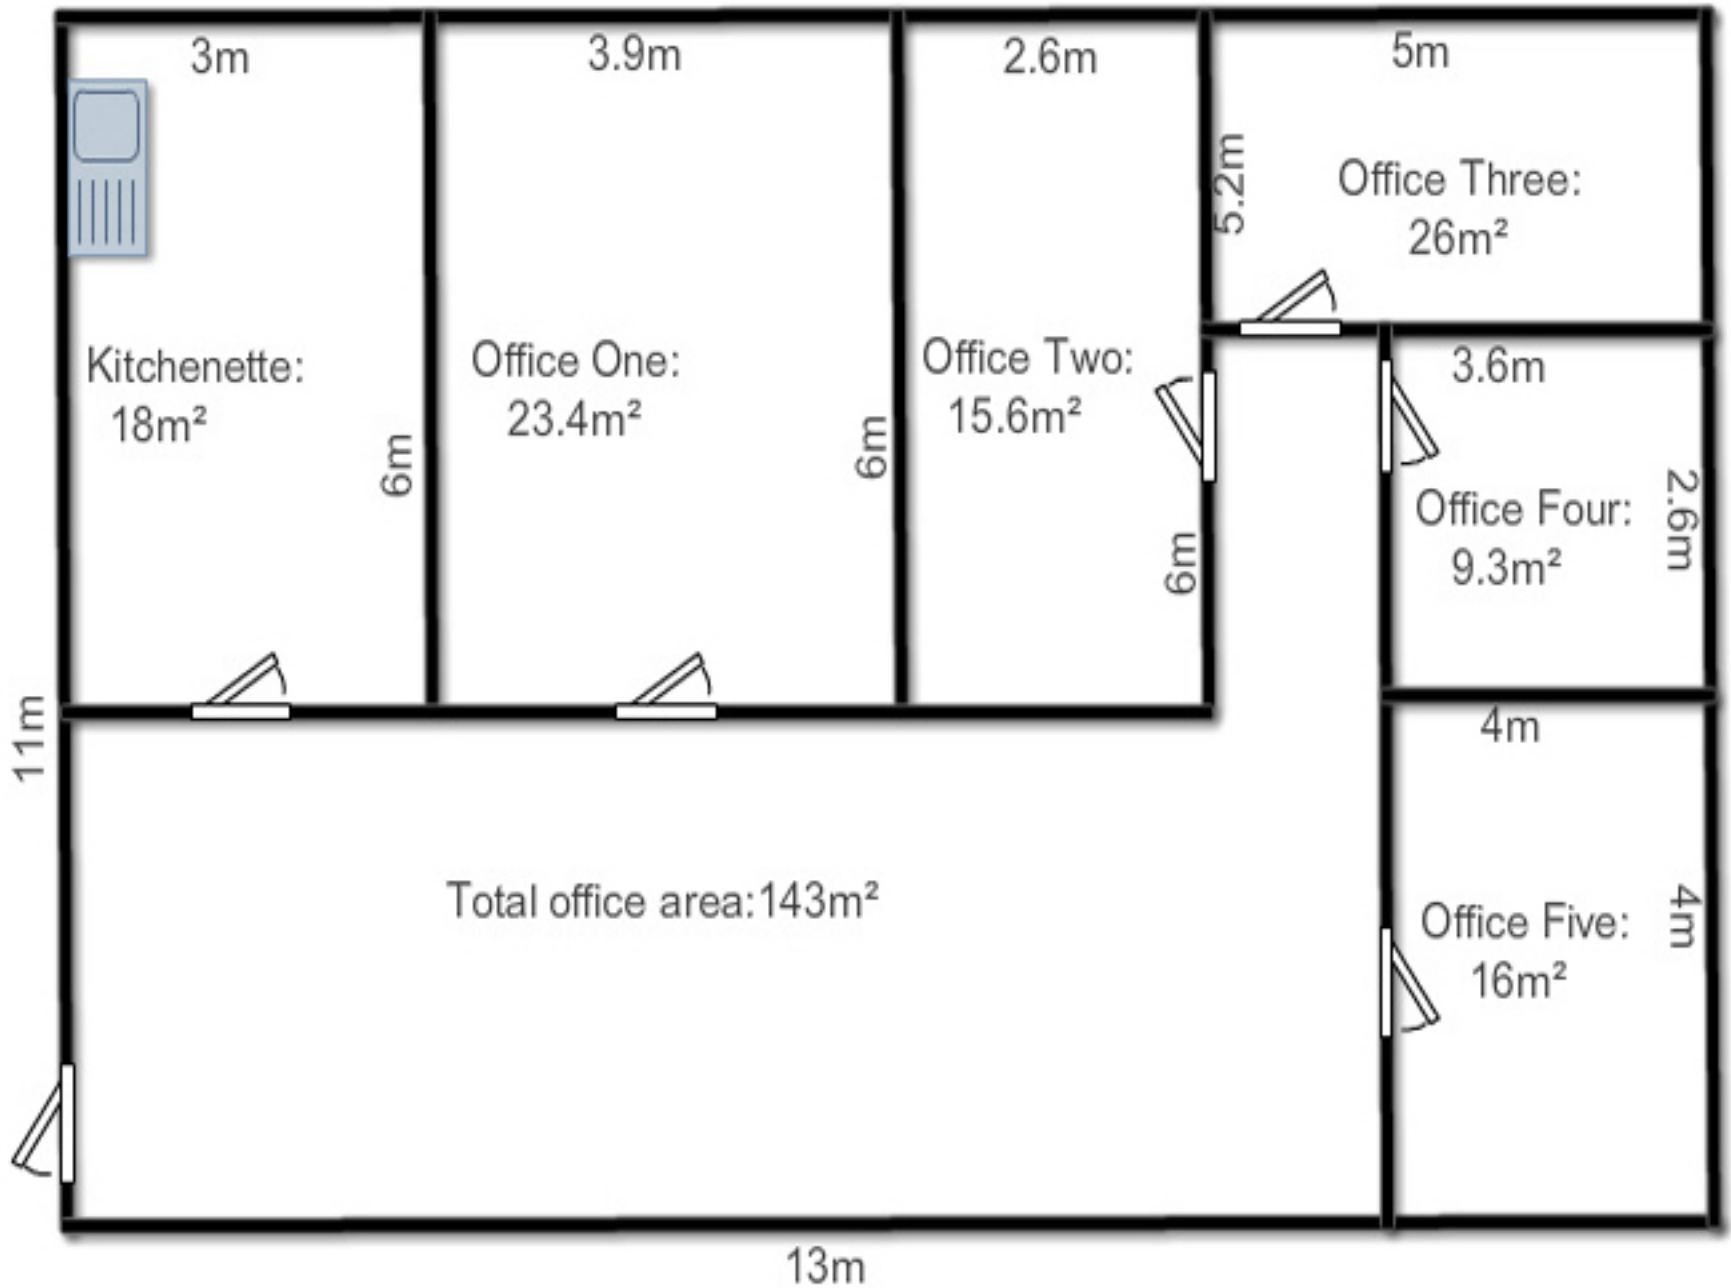 3m
3.9m
2.6m
5m
5.2m
Office Three:
26m²
Kitchenette:
18m²
6m
Office One:
23.4m²
6m
Office Two:
15.6m²
6m
3.6m
Office Four:
9.3m²
2.6m
11m
4m
Total office area:143m²
Office Five:
16m²
4m
13m